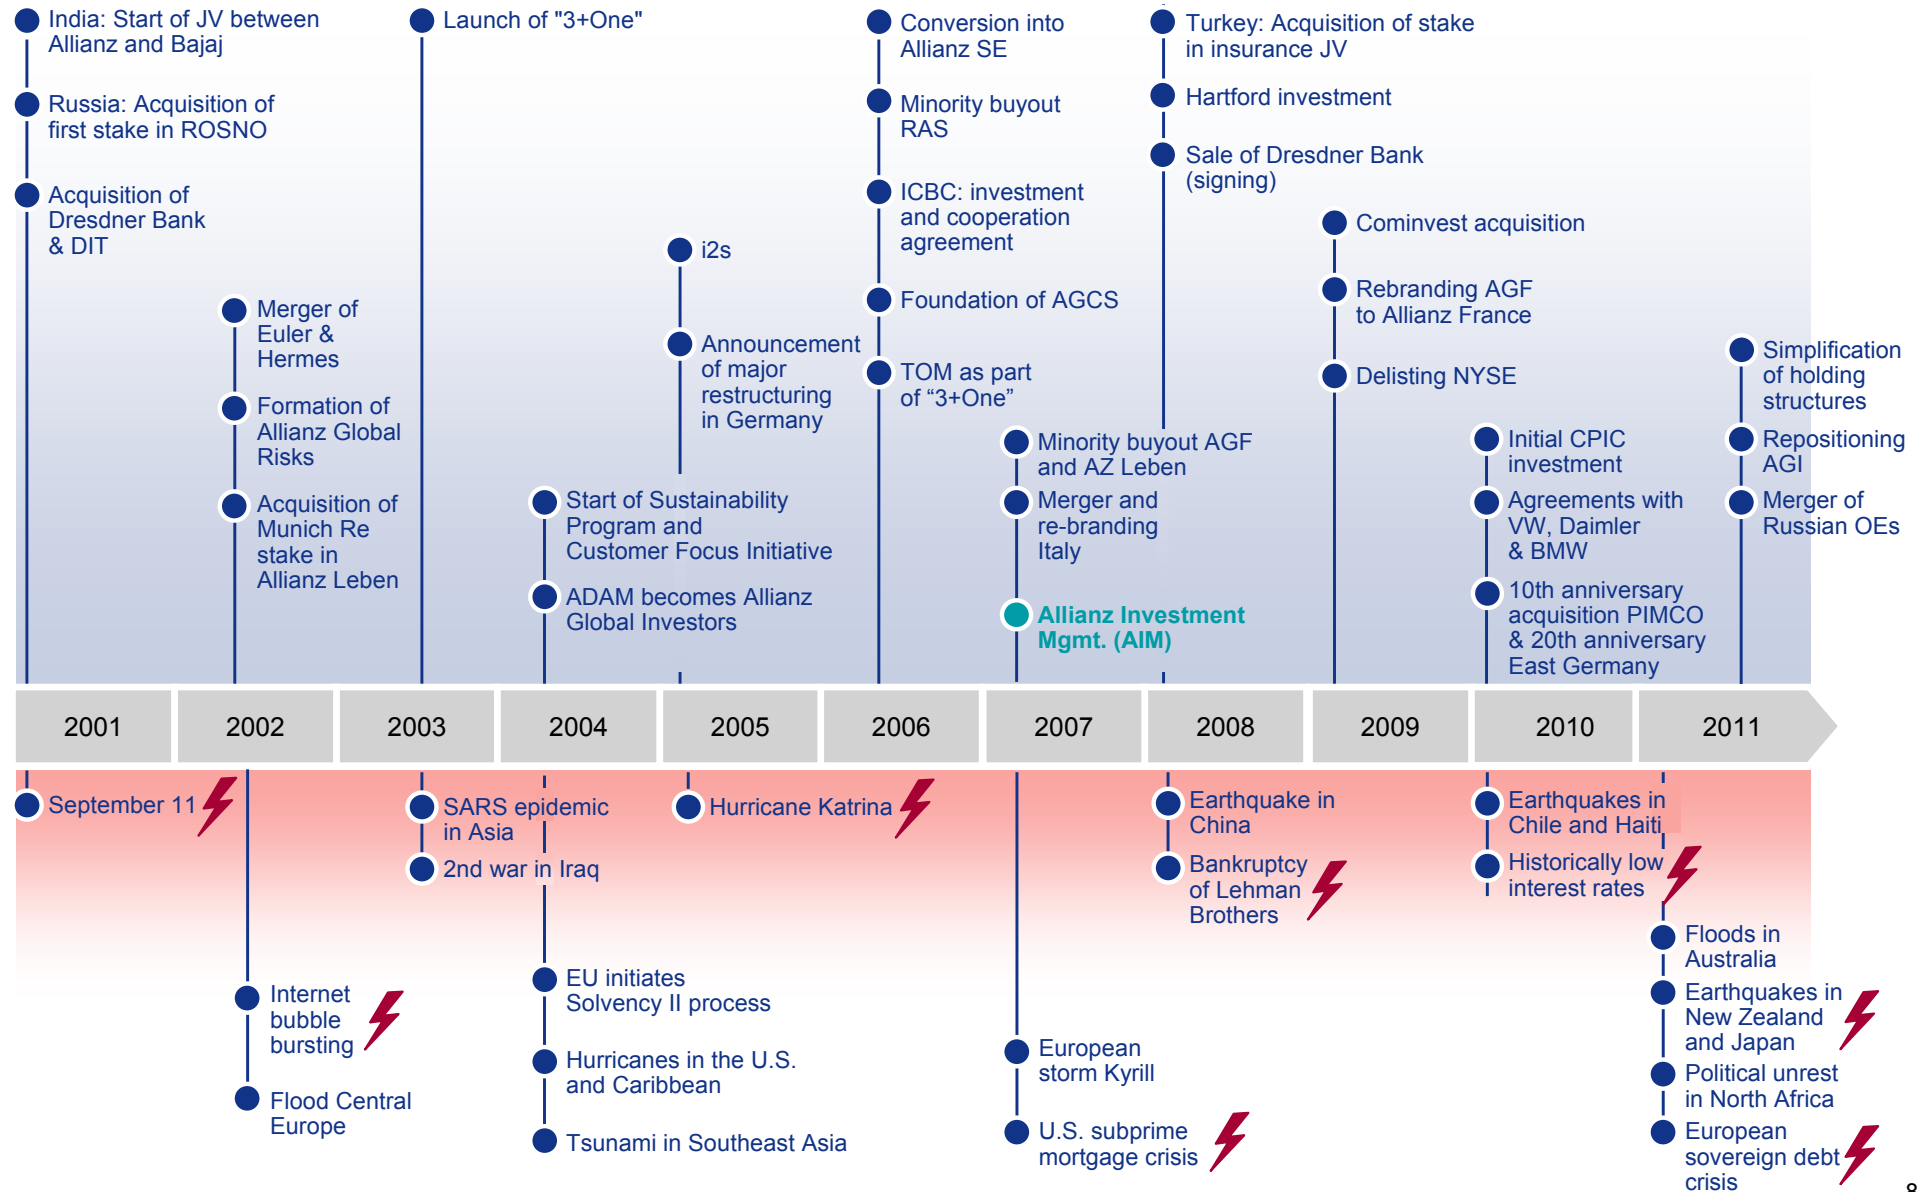 India: Start of JV between
Allianz and Bajaj
Russia: Acquisition of
first stake in ROSNO
Acquisition of
Dresdner Bank
& DIT
Merger of
Euler &
Hermes
Formation of
Allianz Global
Risks
Acquisition of
Munich Re
stake in
Allianz Leben
Launch of "3+One"
Start of Sustainability
Program and
Customer Focus Initiative
ADAM becomes Allianz
Global Investors
i2s
Announcement
of major
restructuring
in Germany
Conversion into
Allianz SE
Minority buyout
RAS
ICBC: investment
and cooperation
agreement
Foundation of AGCS
TOM as part
of “3+One”
Minority buyout AGF
and AZ Leben
Merger and
re-branding
Italy
Allianz Investment
Mgmt. (AIM)
Turkey: Acquisition of stake
in insurance JV
Hartford investment
Sale of Dresdner Bank
(signing)
Cominvest acquisition
Rebranding AGF
to Allianz France
Delisting NYSE
Initial CPIC
investment
Agreements with
VW, Daimler
& BMW
10th anniversary
acquisition PIMCO
& 20th anniversary
East Germany
Simplification
of holding
structures
Repositioning
AGI
Merger of
Russian OEs
2001
2002
2003
2004
2005
2006
2007
2008
2009
2010
2011
September 11
Internet
bubble
bursting
Flood Central
Europe
SARS epidemic
in Asia
2nd war in Iraq
EU initiates
Solvency II process
Hurricanes in the U.S.
and Caribbean
Tsunami in Southeast Asia
Hurricane Katrina
European
storm Kyrill
U.S. subprime
mortgage crisis
Earthquake in
China
Bankruptcy
of Lehman
Brothers
Earthquakes in
Chile and Haiti
Historically low
interest rates
Floods in
Australia
Earthquakes in
New Zealand
and Japan
Political unrest
in North Africa
European
sovereign debt
crisis
8